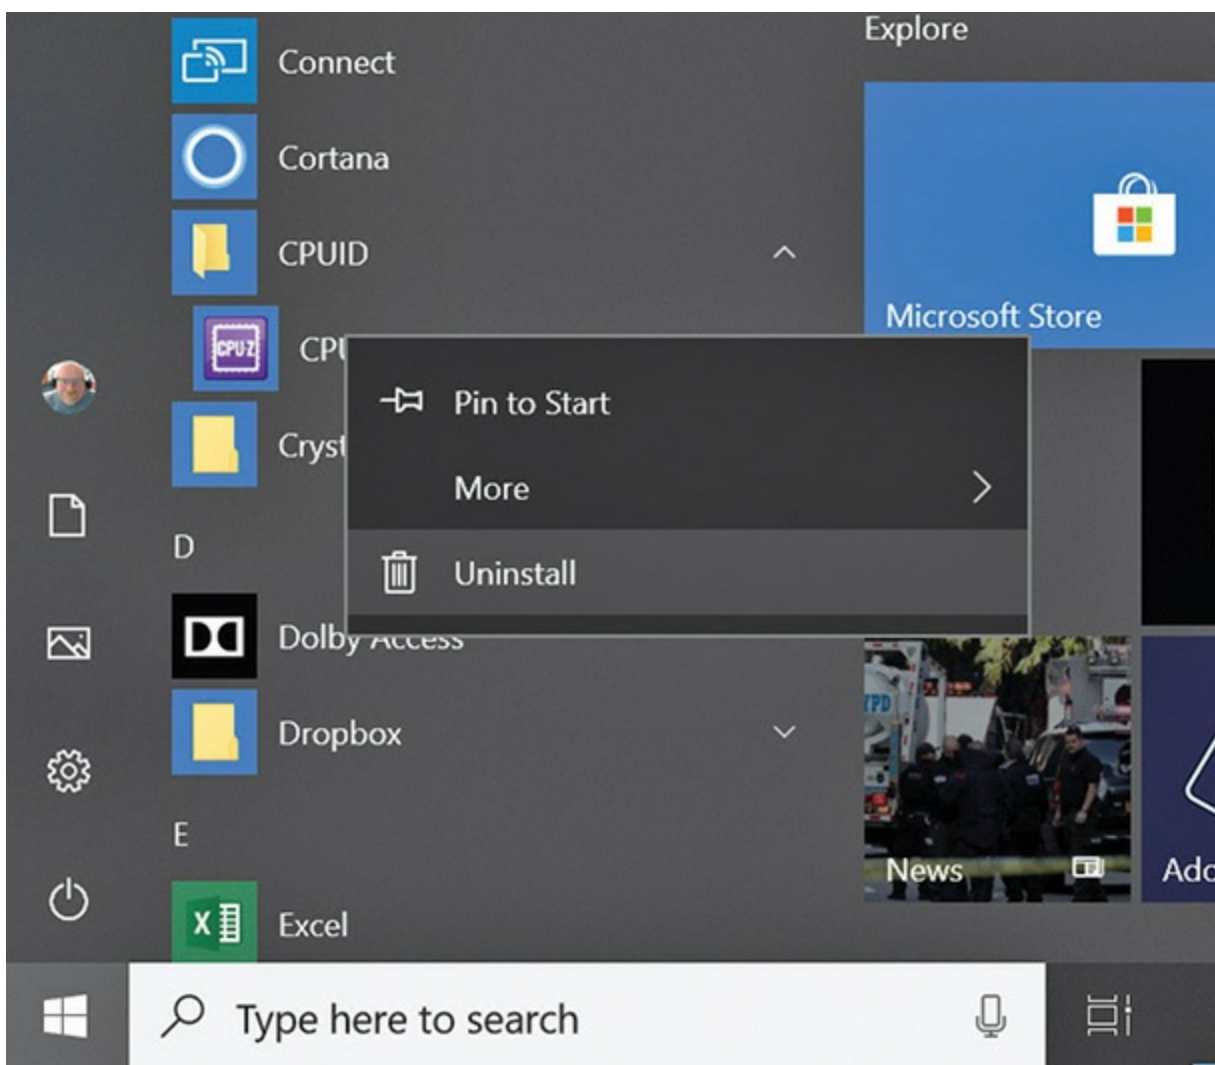 Explore
Connect
Cortana
CPUID
Microsoft Store
CPU-Z
Pin to Start
More
D
Uninstall
Dolby Access
Dropbox
E
News
Excel
Type here to search